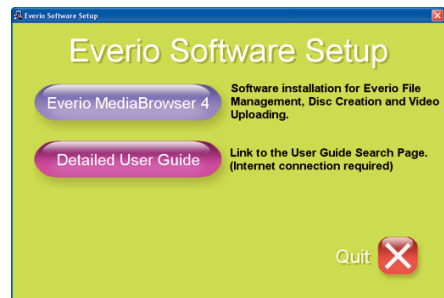 Everio Software Setup
Everio Software Setup
Everio MediaBrowser 4
Software installation for Everio File
Management, Disc Creation and Video
Uploading.
Detailed User Guide
Link to the User Guide Search Page.
(Internet connection required)
Quit